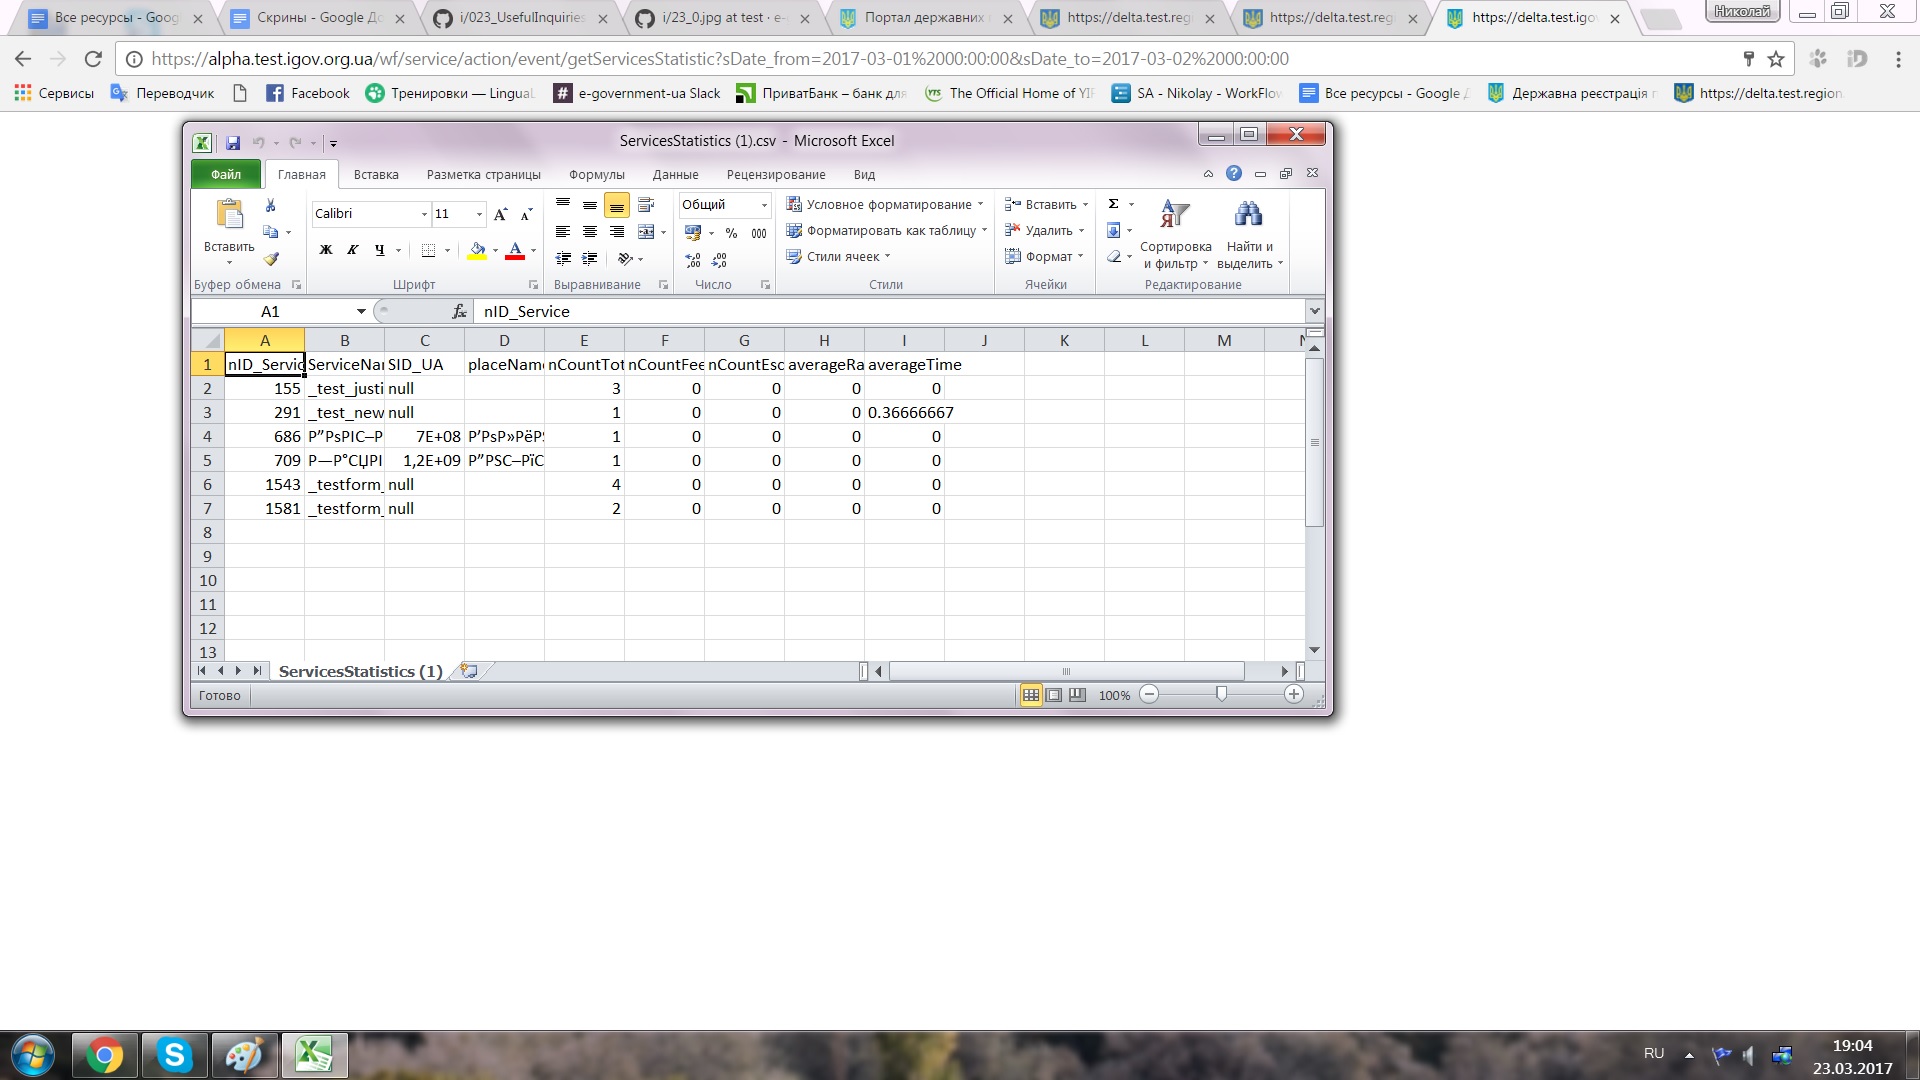 Все ресурсы - Goog
Скрины - Google До
i/023_UsefulInquiries
i/23_0.jpg at test · e-
Портал державних
https://delta.test.regi
https://delta.test.regi
https://delta.test.igo
Николай
https://alpha.test.igov.org.ua/wf/service/action/event/getServicesStatistic?sDate_from=2017-03-01%2000:00:00&sDate_to=2017-03-02%2000:00:00
Сервисы Переводчик Facebook Тренировки — Lingual e-government-ua Slack ПриватБанк – банк для The Official Home of YIF SA - Nikolay - WorkFlow Все ресурсы - Google Д Державна реєстрація п https://delta.test.region.
ServicesStatistics (1).csv - Microsoft Excel
Файл Главная Вставка Разметка страницы Формулы Данные Рецензирование Вид
Calibri 11
Общий
Условное форматирование
Вставить
Σ
Вставить
Ж К Ч
A
% 000
Форматировать как таблицу
Удалить
Сортировка и фильтр
Найти и выделить
Стили ячеек
Формат
Буфер обмена Шрифт Выравнивание Число Стили Ячейки Редактирование
A1 fx nID_Service
A B C D E F G H I J K L M N
1 nID_Servic ServiceNar SID_UA placeName nCountTot nCountFee nCountEsc averageRa averageTime
2 155 _test_justi null 3 0 0 0 0
3 291 _test_new null 1 0 0 0 0.36666667
4 686 Р”РѕРІС–Р 7E+08 Р’РѕР»РёРЅ 1 0 0 0 0
5 709 Р—Р°СЏРІ 1,2E+09 Р”РЅС–РїС 1 0 0 0 0
6 1543 _testform_ null 4 0 0 0 0
7 1581 _testform_ null 2 0 0 0 0
8
9
10
11
12
13
ServicesStatistics (1)
Готово 100%
RU
19:04
23.03.2017